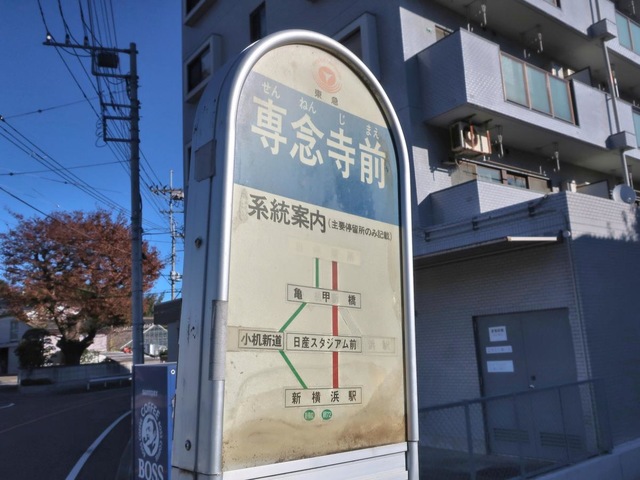 東急
せんねんじまえ
専念寺前
系統案内(主要停留所のみ記載)
亀甲橋
小机新道
日産スタジアム前
新横浜駅
BOSS